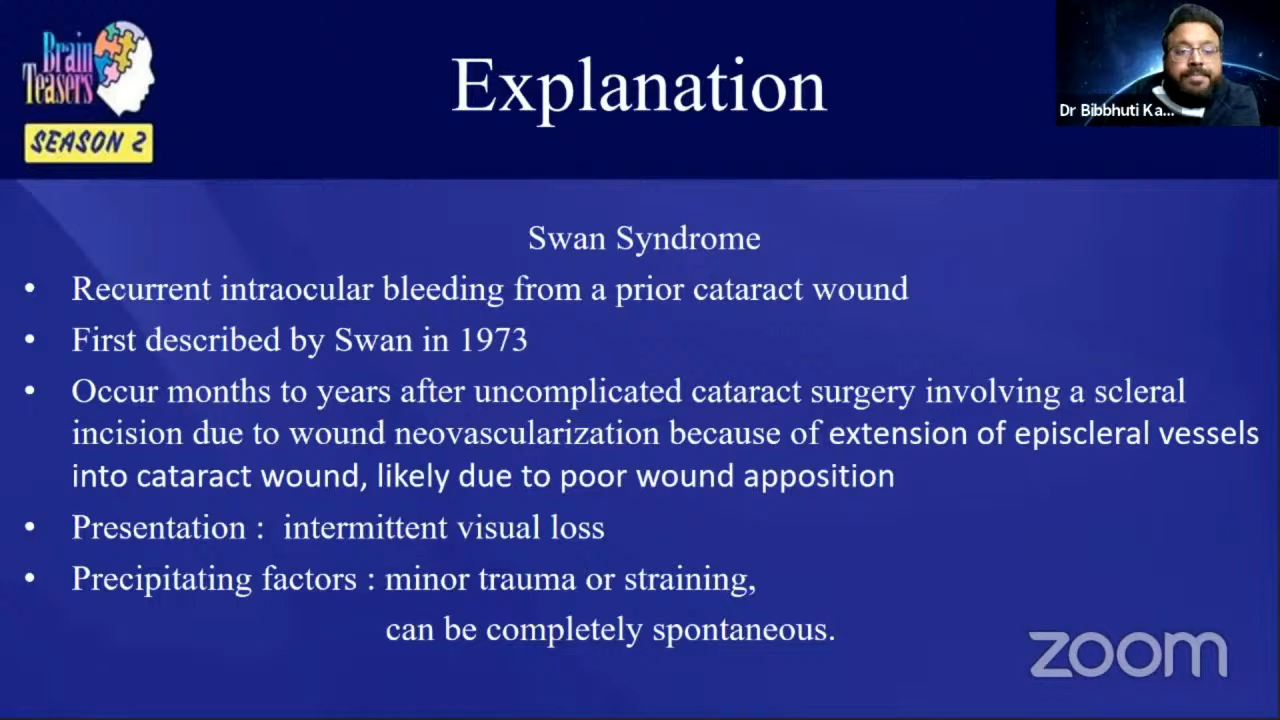 Brain
Teasers
SEASON 2
Explanation
Dr Bibbhuti Ka...
Swan Syndrome
• Recurrent intraocular bleeding from a prior cataract wound
• First described by Swan in 1973
• Occur months to years after uncomplicated cataract surgery involving a scleral
incision due to wound neovascularization because of extension of episcleral vessels
into cataract wound, likely due to poor wound apposition
• Presentation : intermittent visual loss
• Precipitating factors : minor trauma or straining,
can be completely spontaneous.
zoom